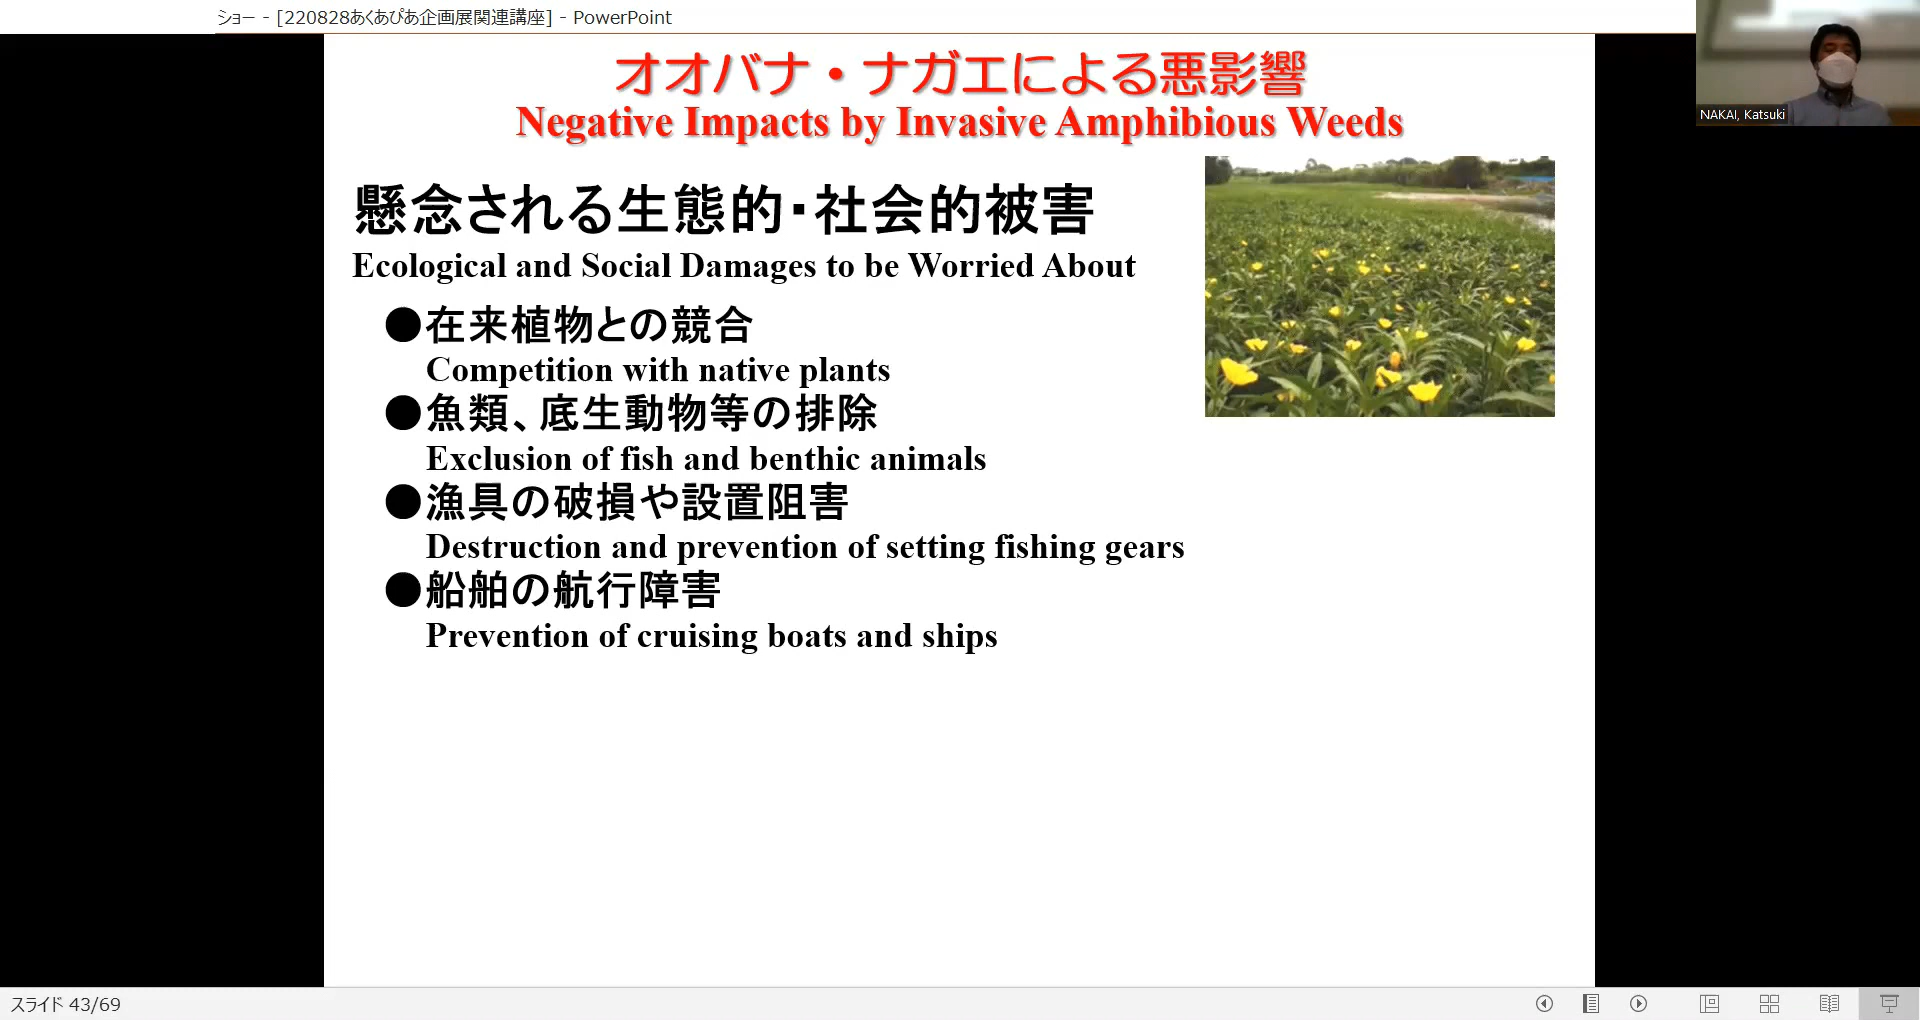 ショー - [220828あくあぴあ企画展関連講座] - PowerPoint
NAKAI, Katsuki
オオバナ・ナガエによる悪影響
Negative Impacts by Invasive Amphibious Weeds
懸念される生態的・社会的被害
Ecological and Social Damages to be Worried About
●在来植物との競合
Competition with native plants
●魚類、底生動物等の排除
Exclusion of fish and benthic animals
●漁具の破損や設置阻害
Destruction and prevention of setting fishing gears
●船舶の航行障害
Prevention of cruising boats and ships
スライド 43/69